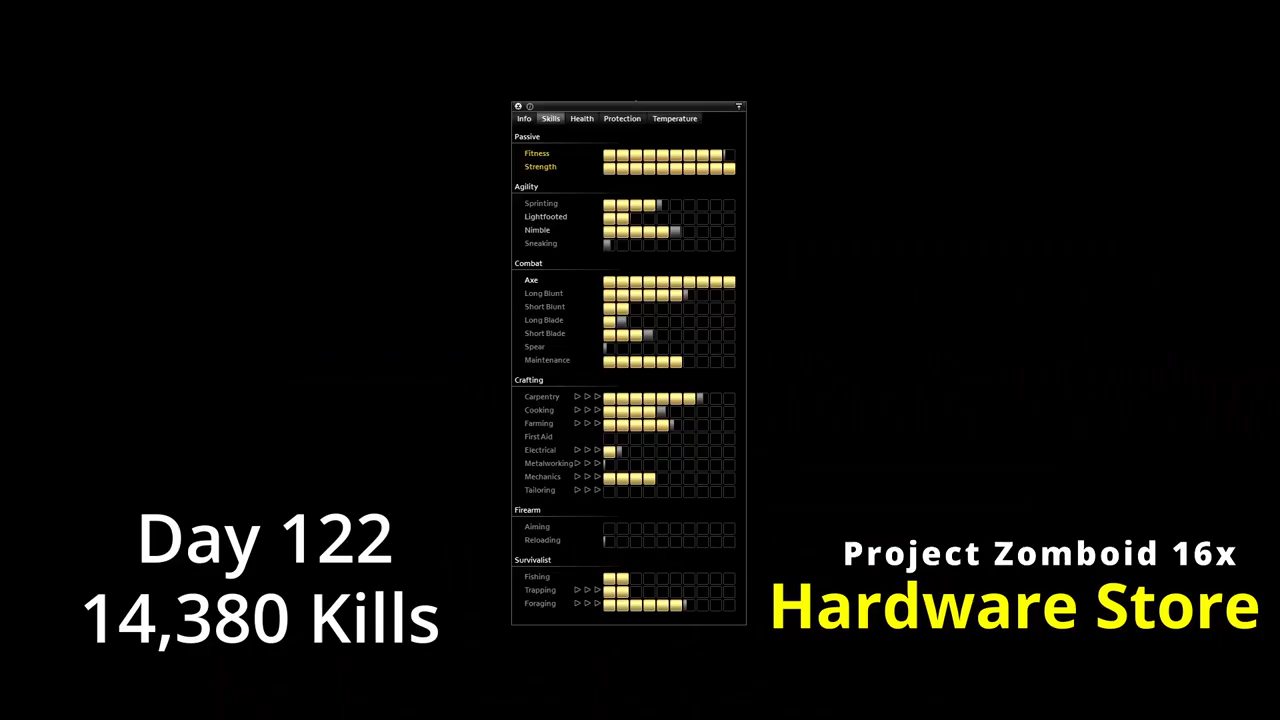 Info Skills Health Protection Temperature
Passive
Fitness
Strength
Agility
Sprinting
Lightfooted
Nimble
Sneaking
Combat
Axe
Long Blunt
Short Blunt
Long Blade
Short Blade
Spear
Maintenance
Crafting
Carpentry
Cooking
Farming
First Aid
Electrical
Metalworking
Mechanics
Tailoring
Firearm
Aiming
Reloading
Survivalist
Fishing
Trapping
Foraging
Day 122
14,380 Kills
Project Zomboid 16x
Hardware Store